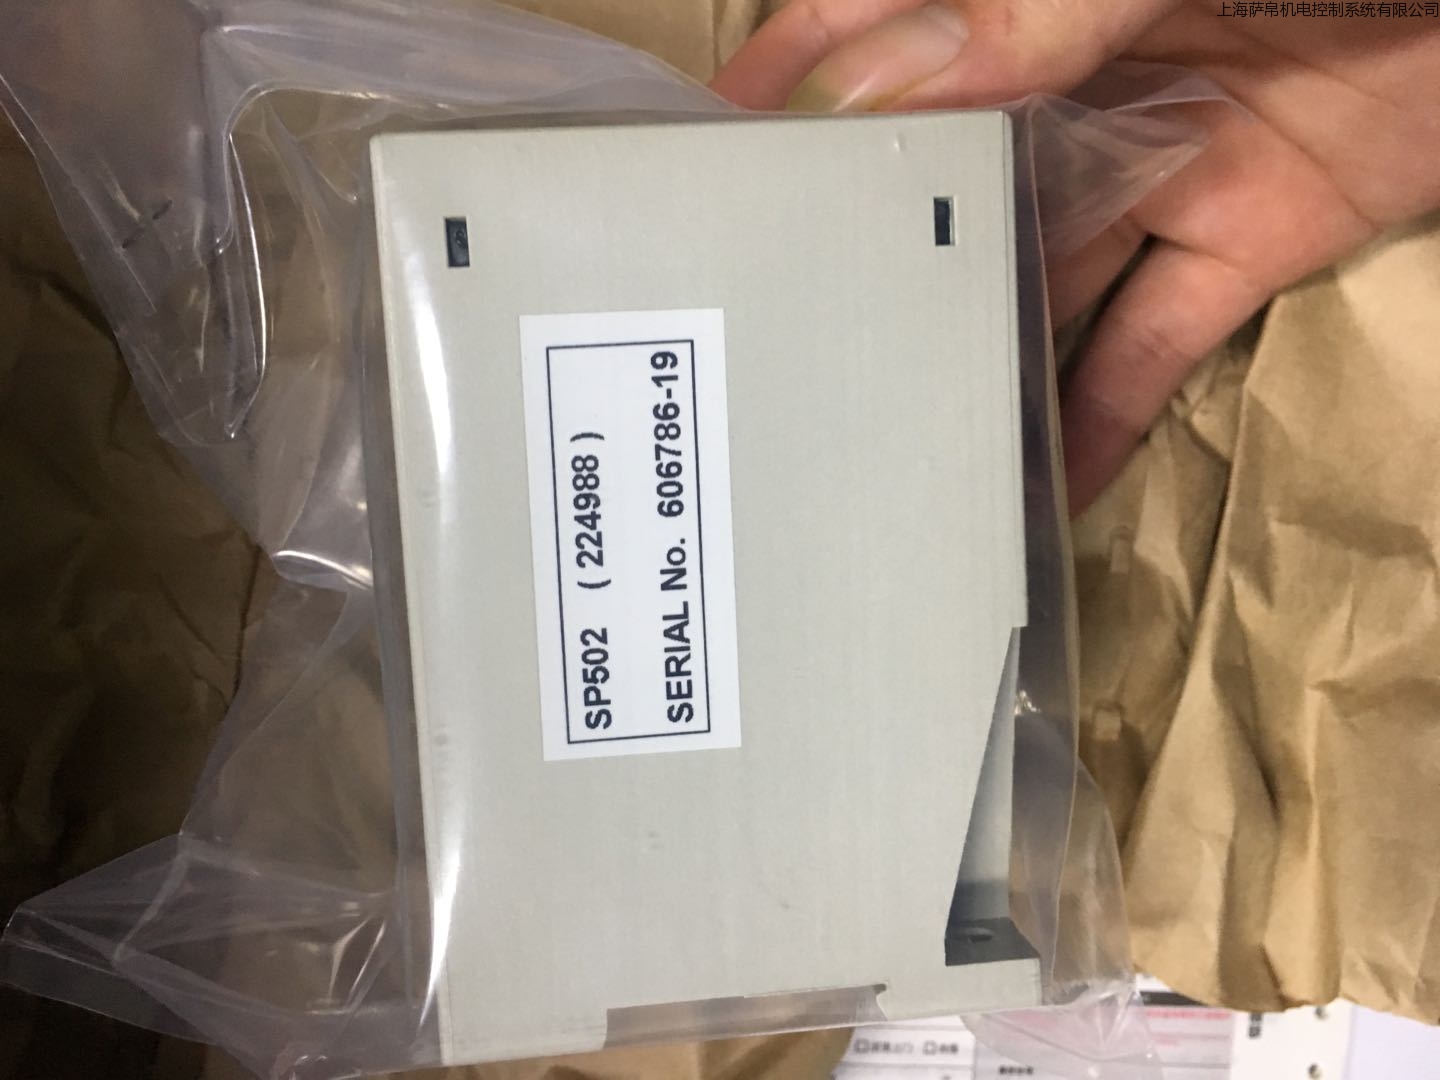 上海萨帛机电控制系统有限公司
SP502 ( 224988 )
SERIAL No. 606786-19